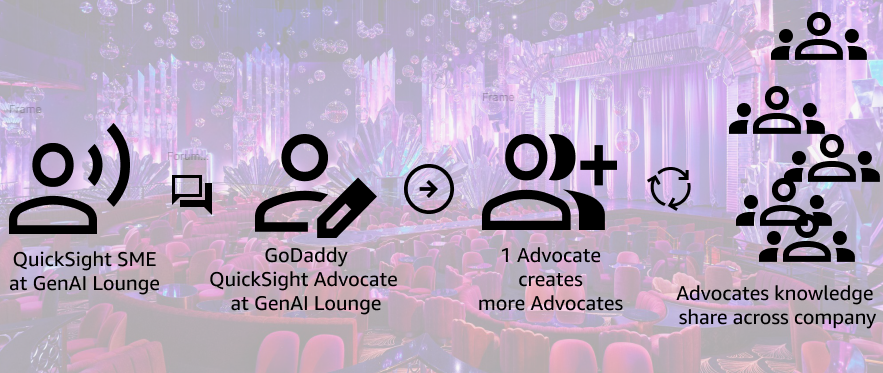 Frame
Frame
Forum.z
QuickSight SME
at GenAI Lounge
GoDaddy
QuickSight Advocate
at GenAI Lounge
1 Advocate
creates
more Advocates
Advocates knowledge
share across company